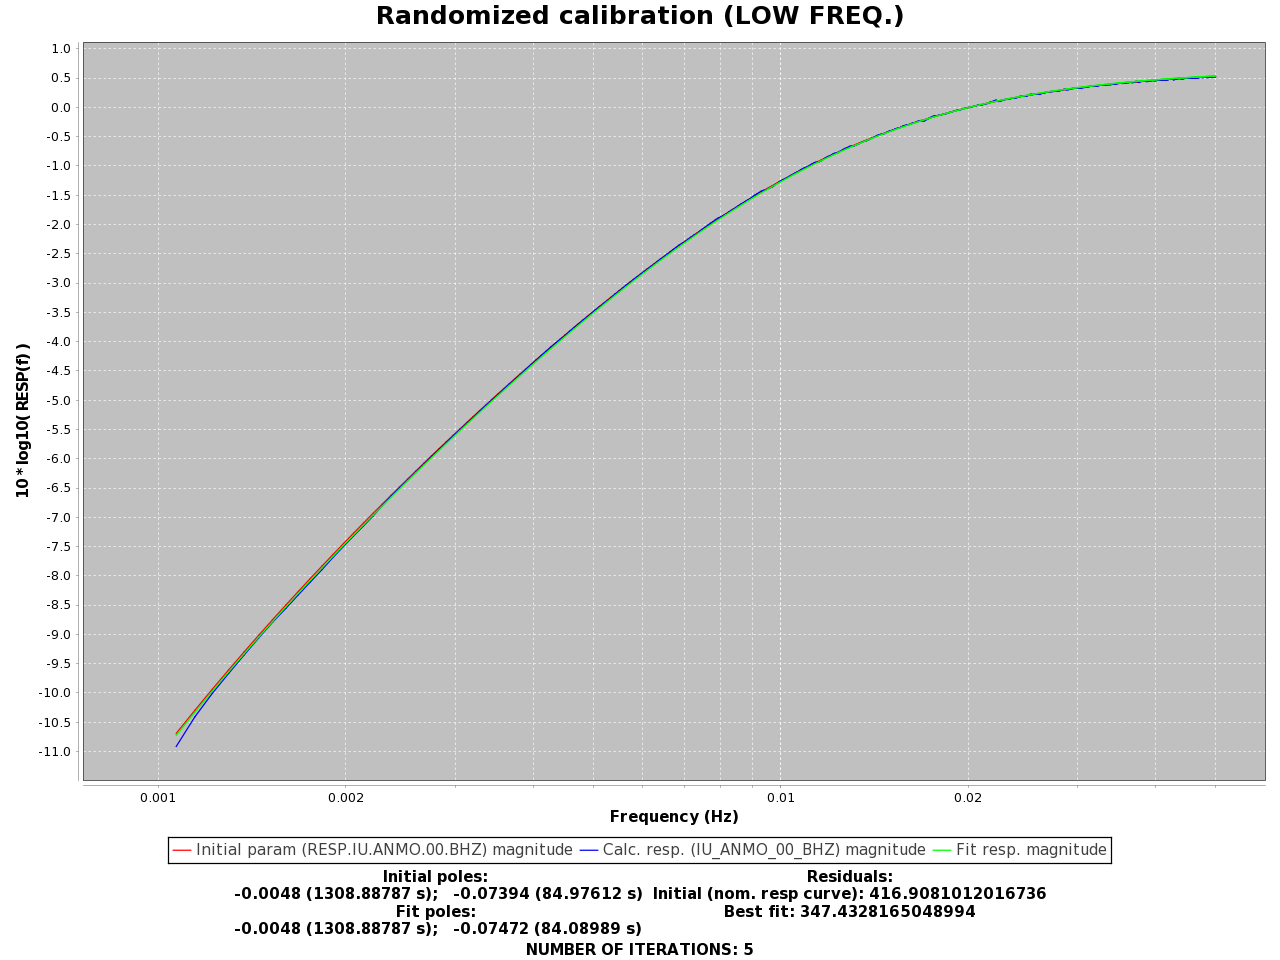 Randomized calibration (LOW FREQ.)
1.0
0.5
0.0
-0.5
-1.0
-1.5
-2.0
-2.5
-3.0
-3.5
-4.0
-4.5
-5.0
-5.5
-6.0
-6.5
-7.0
-7.5
-8.0
-8.5
-9.0
-9.5
-10.0
-10.5
-11.0
10 * log10( RESP(f) )
0.001 0.002 0.01 0.02
Frequency (Hz)
Initial param (RESP.IU.ANMO.00.BHZ) magnitude Calc. resp. (IU_ANMO_00_BHZ) magnitude Fit resp. magnitude
Initial poles: Residuals:
-0.0048 (1308.88787 s); -0.07394 (84.97612 s) Initial (nom. resp curve): 416.9081012016736
Fit poles: Best fit: 347.4328165048994
-0.0048 (1308.88787 s); -0.07472 (84.08989 s)
NUMBER OF ITERATIONS: 5